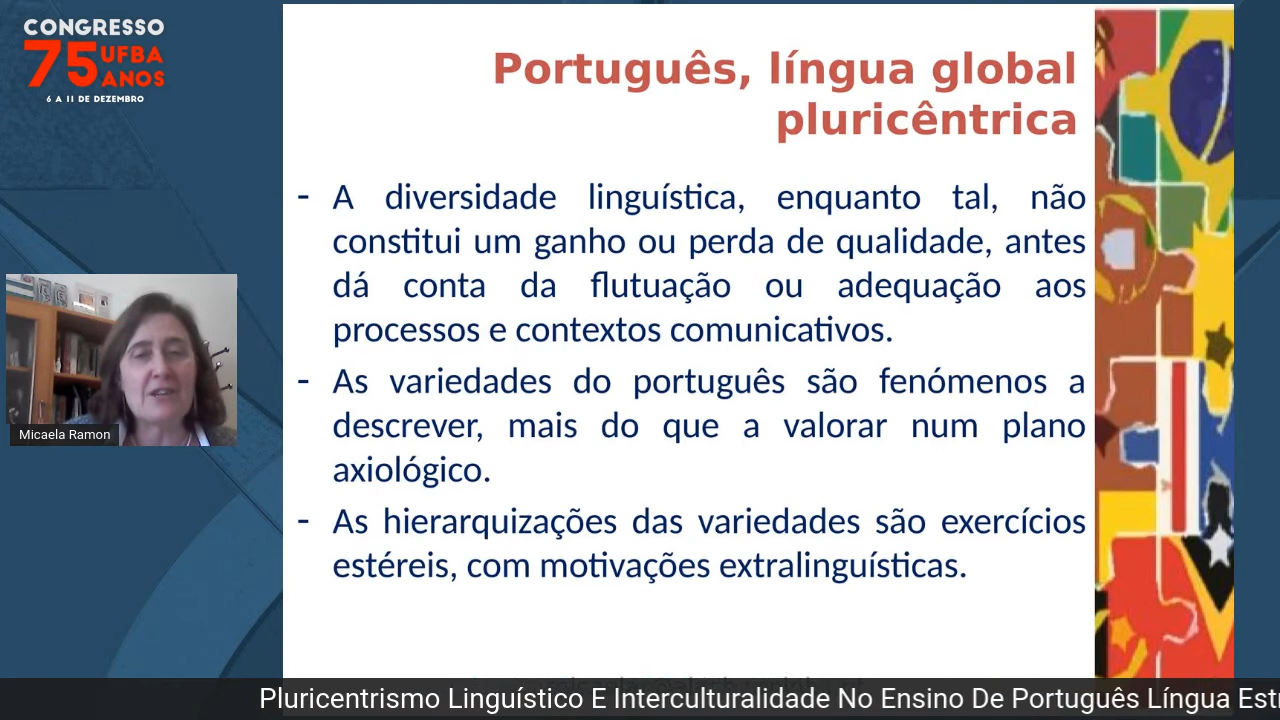 CONGRESSO
75 UFBA
ANOS
6 A 11 DE DEZEMBRO
Português, língua global
pluricêntrica
- A diversidade linguística, enquanto tal, não
constitui um ganho ou perda de qualidade, antes
dá conta da flutuação ou adequação aos
processos e contextos comunicativos.
- As variedades do português são fenómenos a
descrever, mais do que a valorar num plano
axiológico.
- As hierarquizações das variedades são exercícios
estéreis, com motivações extralinguísticas.
Micaela Ramon
Pluricentrismo Linguístico E Interculturalidade No Ensino De Português Língua Estr